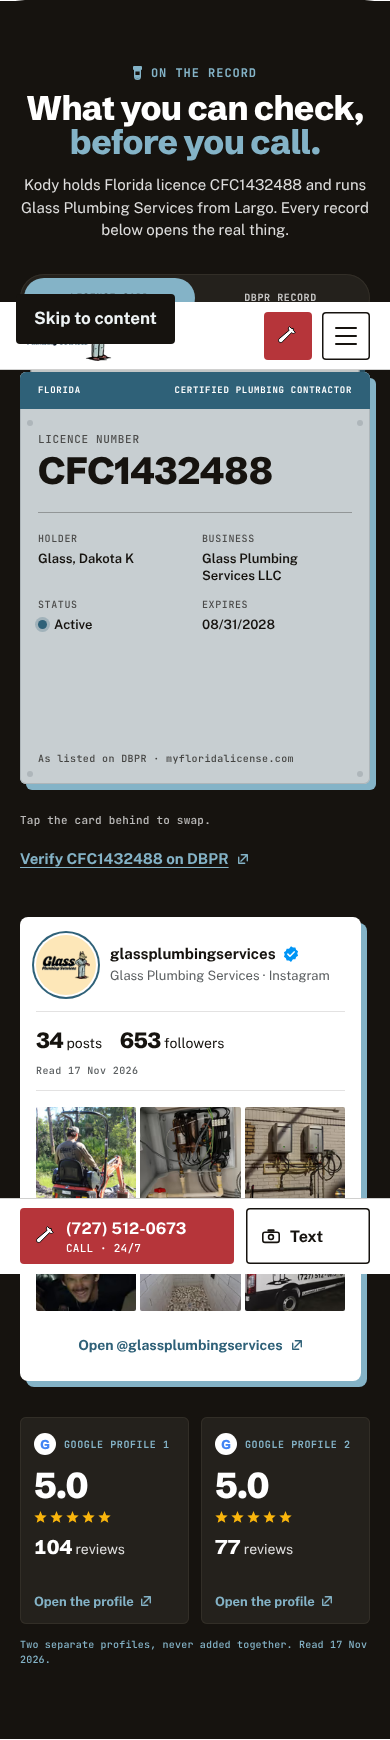 ON THE RECORD
What you can check,
before you call.
Kody holds Florida licence CFC1432488 and runs
Glass Plumbing Services from Largo. Every record
below opens the real thing.
DBPR RECORD
Skip to content
FLORIDA
CERTIFIED PLUMBING CONTRACTOR
LICENCE NUMBER
CFC1432488
HOLDER
BUSINESS
Glass, Dakota K
Glass Plumbing
Services LLC
STATUS
EXPIRES
Active
08/31/2028
As listed on DBPR · myfloridalicense.com
Tap the card behind to swap.
Verify CFC1432488 on DBPR
Glass
Plumbing Services
glassplumbingservices
Glass Plumbing Services · Instagram
34 posts 653 followers
Read 17 Nov 2026
(727) 512-0673
CALL · 24/7
Text
Open @glassplumbingservices
G GOOGLE PROFILE 1
5.0
104 reviews
Open the profile
G GOOGLE PROFILE 2
5.0
77 reviews
Open the profile
Two separate profiles, never added together. Read 17 Nov
2026.